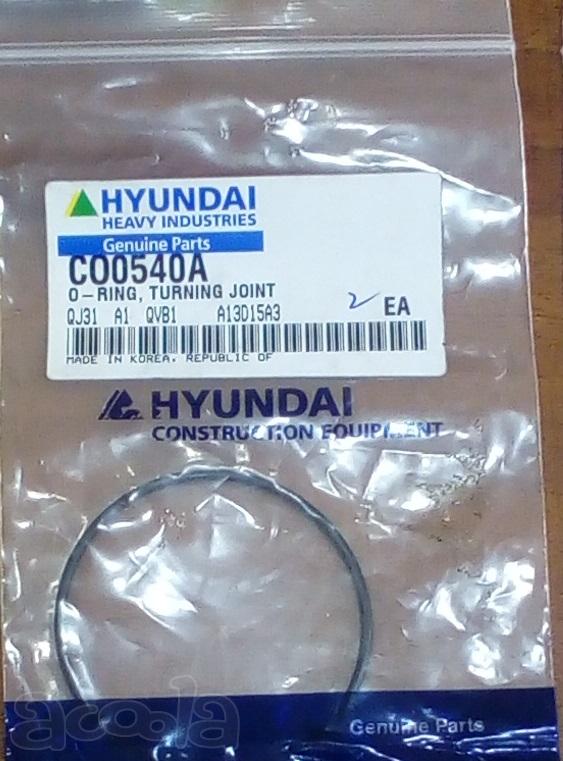 HYUNDAI
HEAVY INDUSTRIES
Genuine Parts
CO0540A
O-RING, TURNING JOINT
QJ31 A1 QVB1 A13D15A3
2 EA
MADE IN KOREA, REPUBLIC OF
HYUNDAI
CONSTRUCTION EQUIPMENT
Genuine Parts
acoola